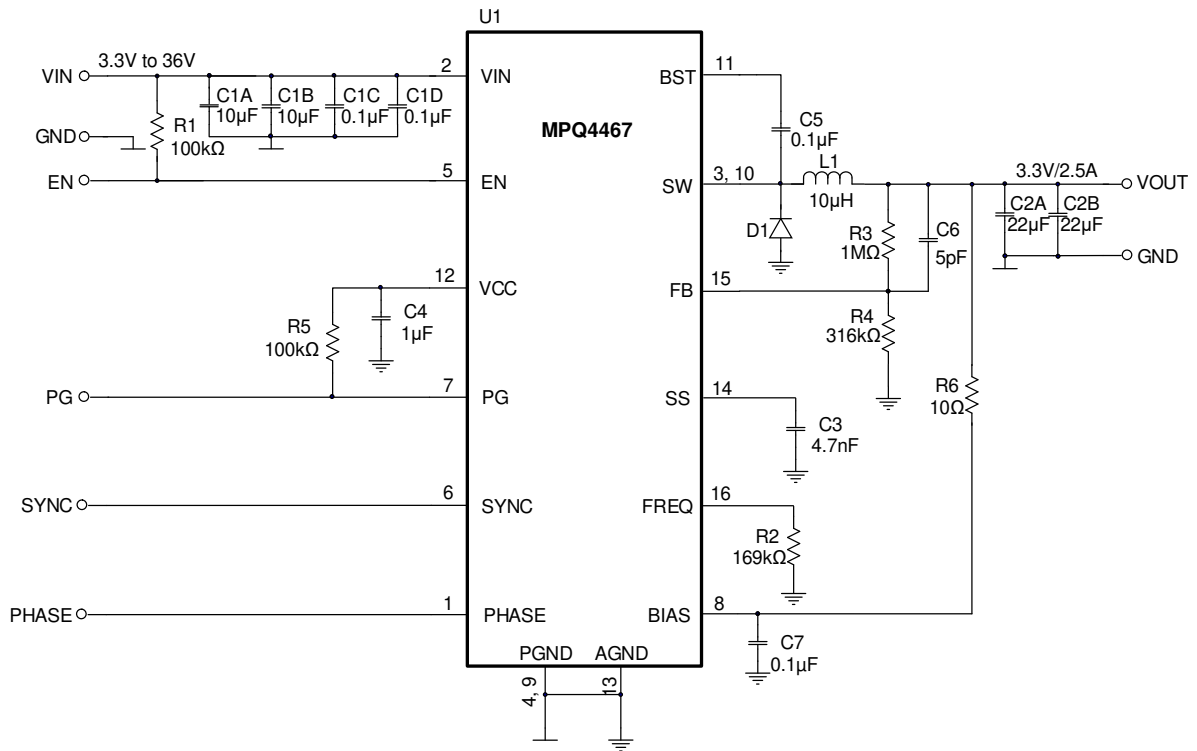 U1
MPQ4467
VIN
3.3V to 36V
2
VIN
C1A
10µF
C1B
10µF
C1C
0.1µF
C1D
0.1µF
GND
R1
100kΩ
EN
5
EN
12
VCC
C4
1µF
R5
100kΩ
PG
7
PG
SYNC
6
SYNC
PHASE
1
PHASE
BST
11
C5
0.1µF
SW
3, 10
L1
10µH
D1
3.3V/2.5A
VOUT
C2A
22µF
C2B
22µF
GND
R3
1MΩ
C6
5pF
FB
15
R4
316kΩ
R6
10Ω
SS
14
C3
4.7nF
FREQ
16
R2
169kΩ
BIAS
8
C7
0.1µF
PGND
AGND
4, 9
13